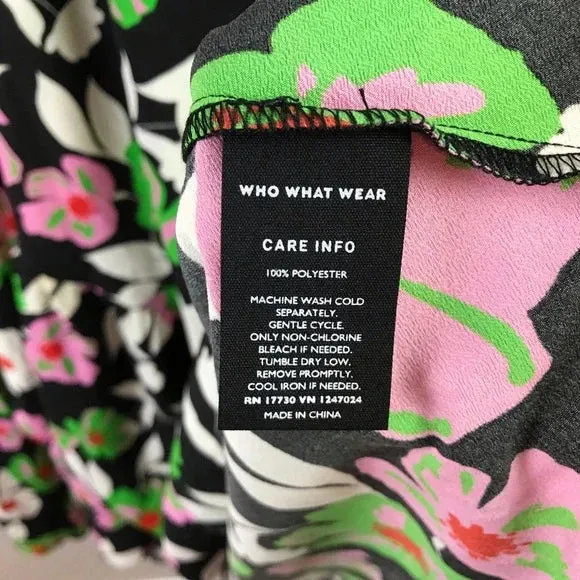 WHO WHAT WEAR
CARE INFO
100% POLYESTER
MACHINE WASH COLD
SEPARATELY.
GENTLE CYCLE.
ONLY NON-CHLORINE
BLEACH IF NEEDED.
TUMBLE DRY LOW.
REMOVE PROMPTLY.
COOL IRON IF NEEDED.
RN 17730 VN 1247024
MADE IN CHINA